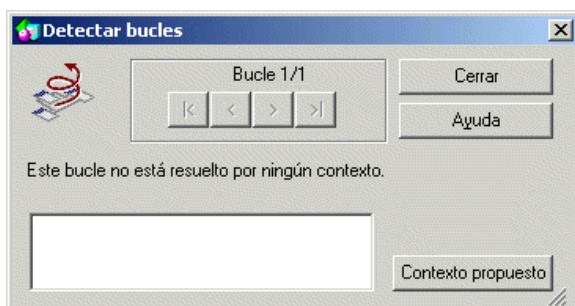 Detectar bucles
Bucle 1/1
Cerrar
Ayuda
Este bucle no está resuelto por ningún contexto.
Contexto propuesto